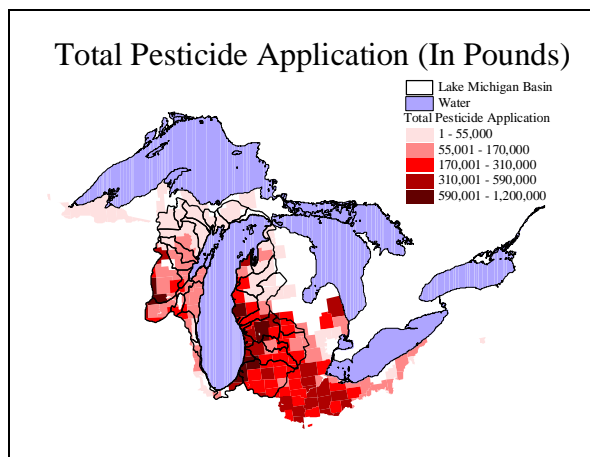 Total Pesticide Application (In Pounds)
Lake Michigan Basin
Water
Total Pesticide Application
1 - 55,000
55,001 - 170,000
170,001 - 310,000
310,001 - 590,000
590,001 - 1,200,000